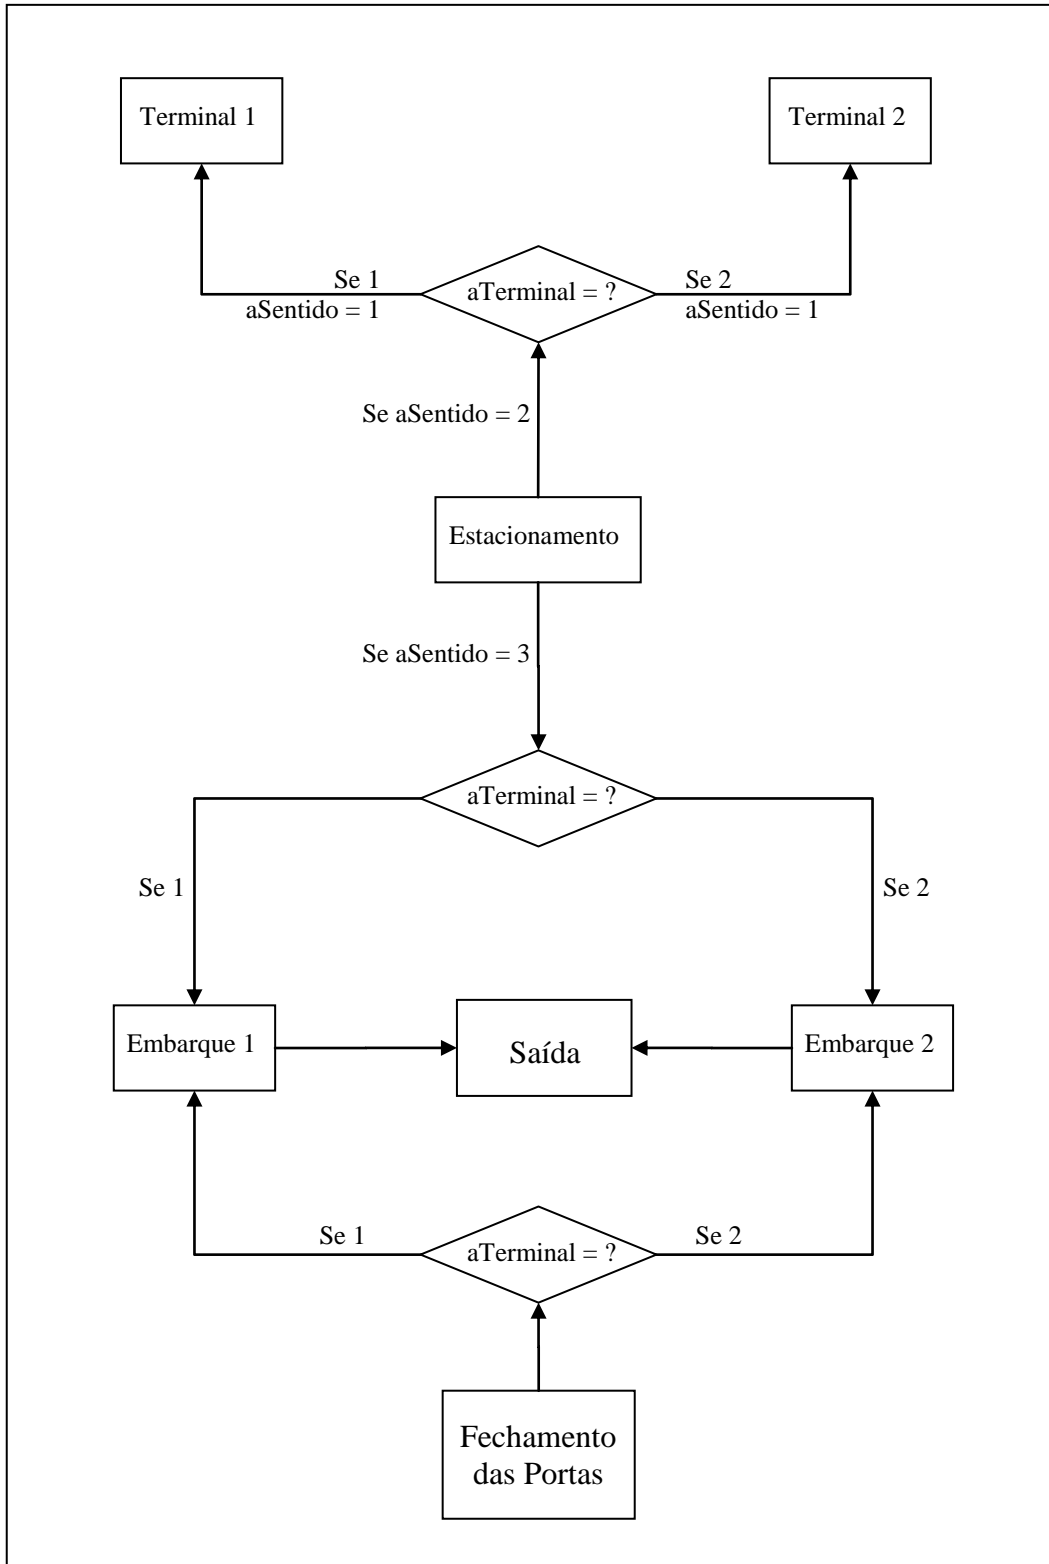 Terminal 1
Terminal 2
Se 1
aSentido = 1
aTerminal = ?
Se 2
aSentido = 1
Se aSentido = 2
Estacionamento
Se aSentido = 3
aTerminal = ?
Se 1
Se 2
Embarque 1
Saída
Embarque 2
Se 1
aTerminal = ?
Se 2
Fechamento
das Portas